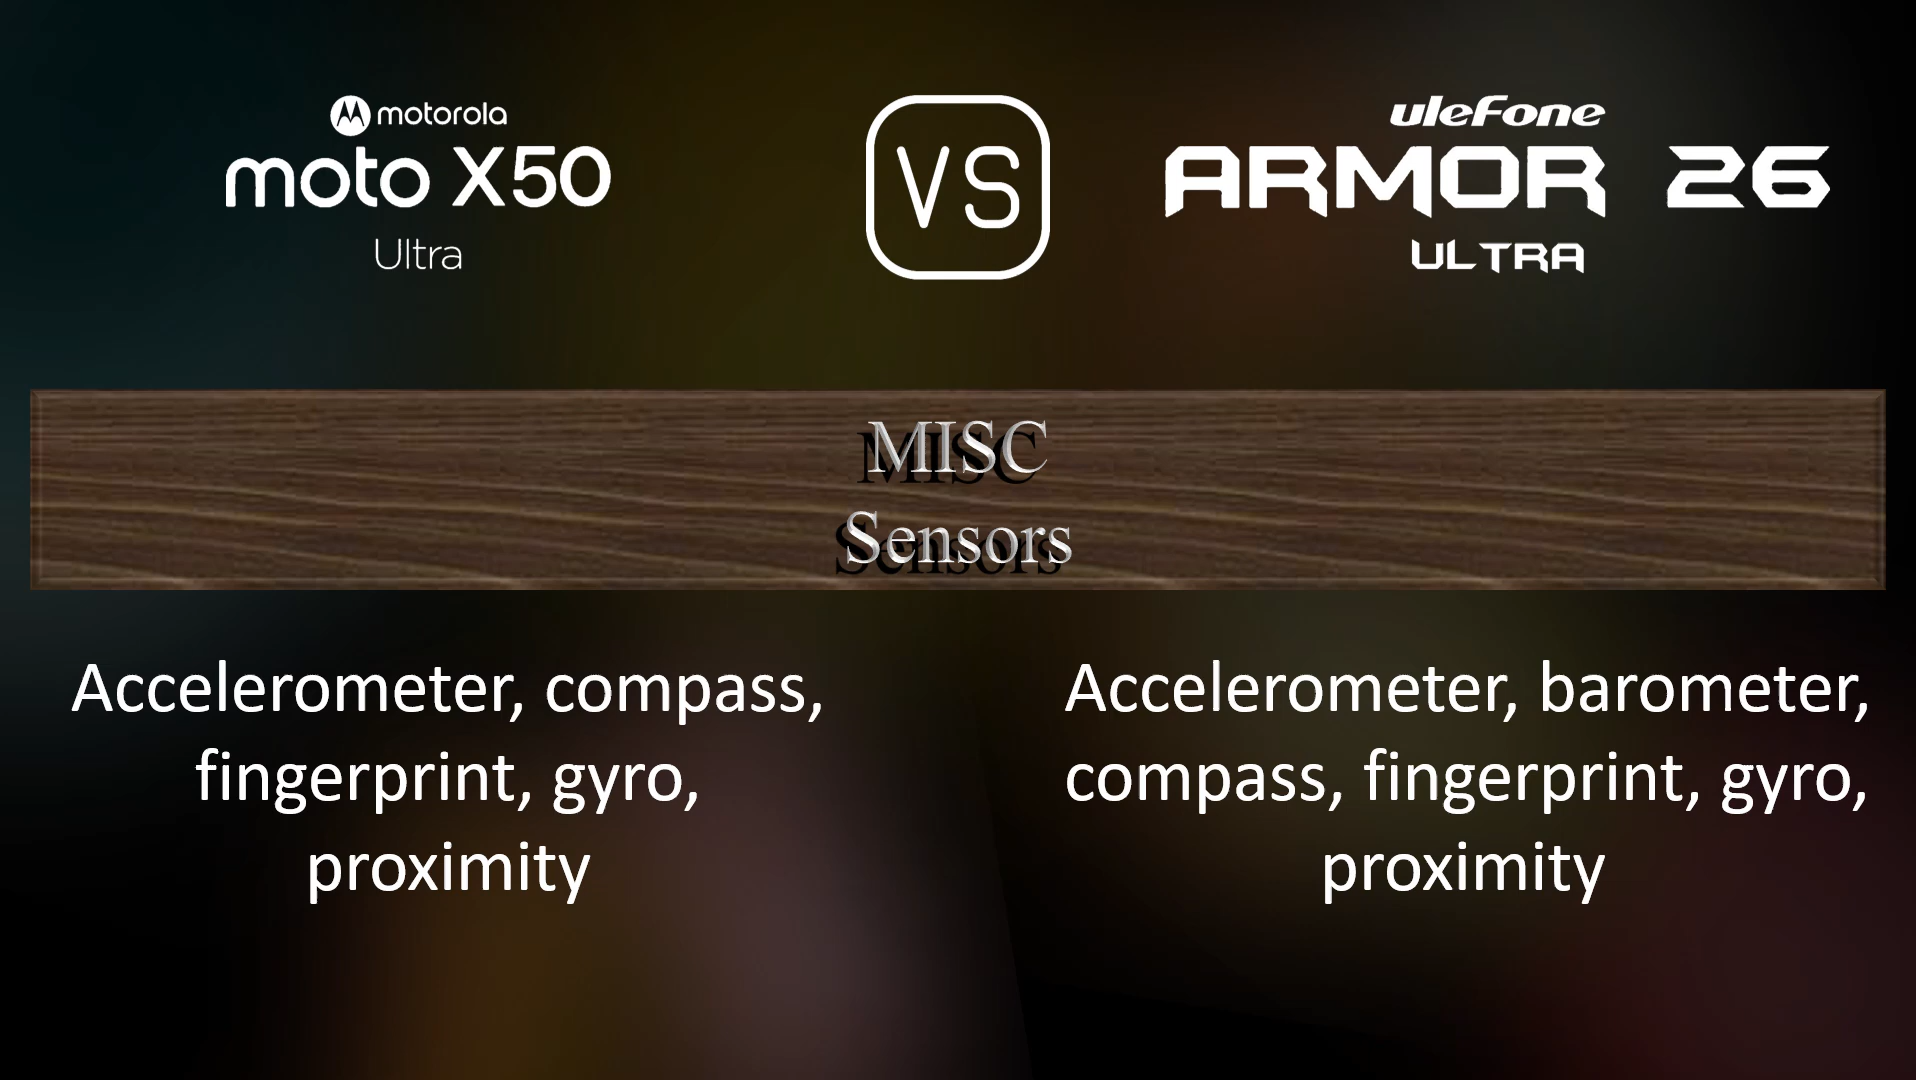 motorola
moto X50
Ultra
VS
uleFone
ARMOR 26
ULTRA
MISC
Sensors
Accelerometer, compass,
fingerprint, gyro,
proximity
Accelerometer, barometer,
compass, fingerprint, gyro,
proximity